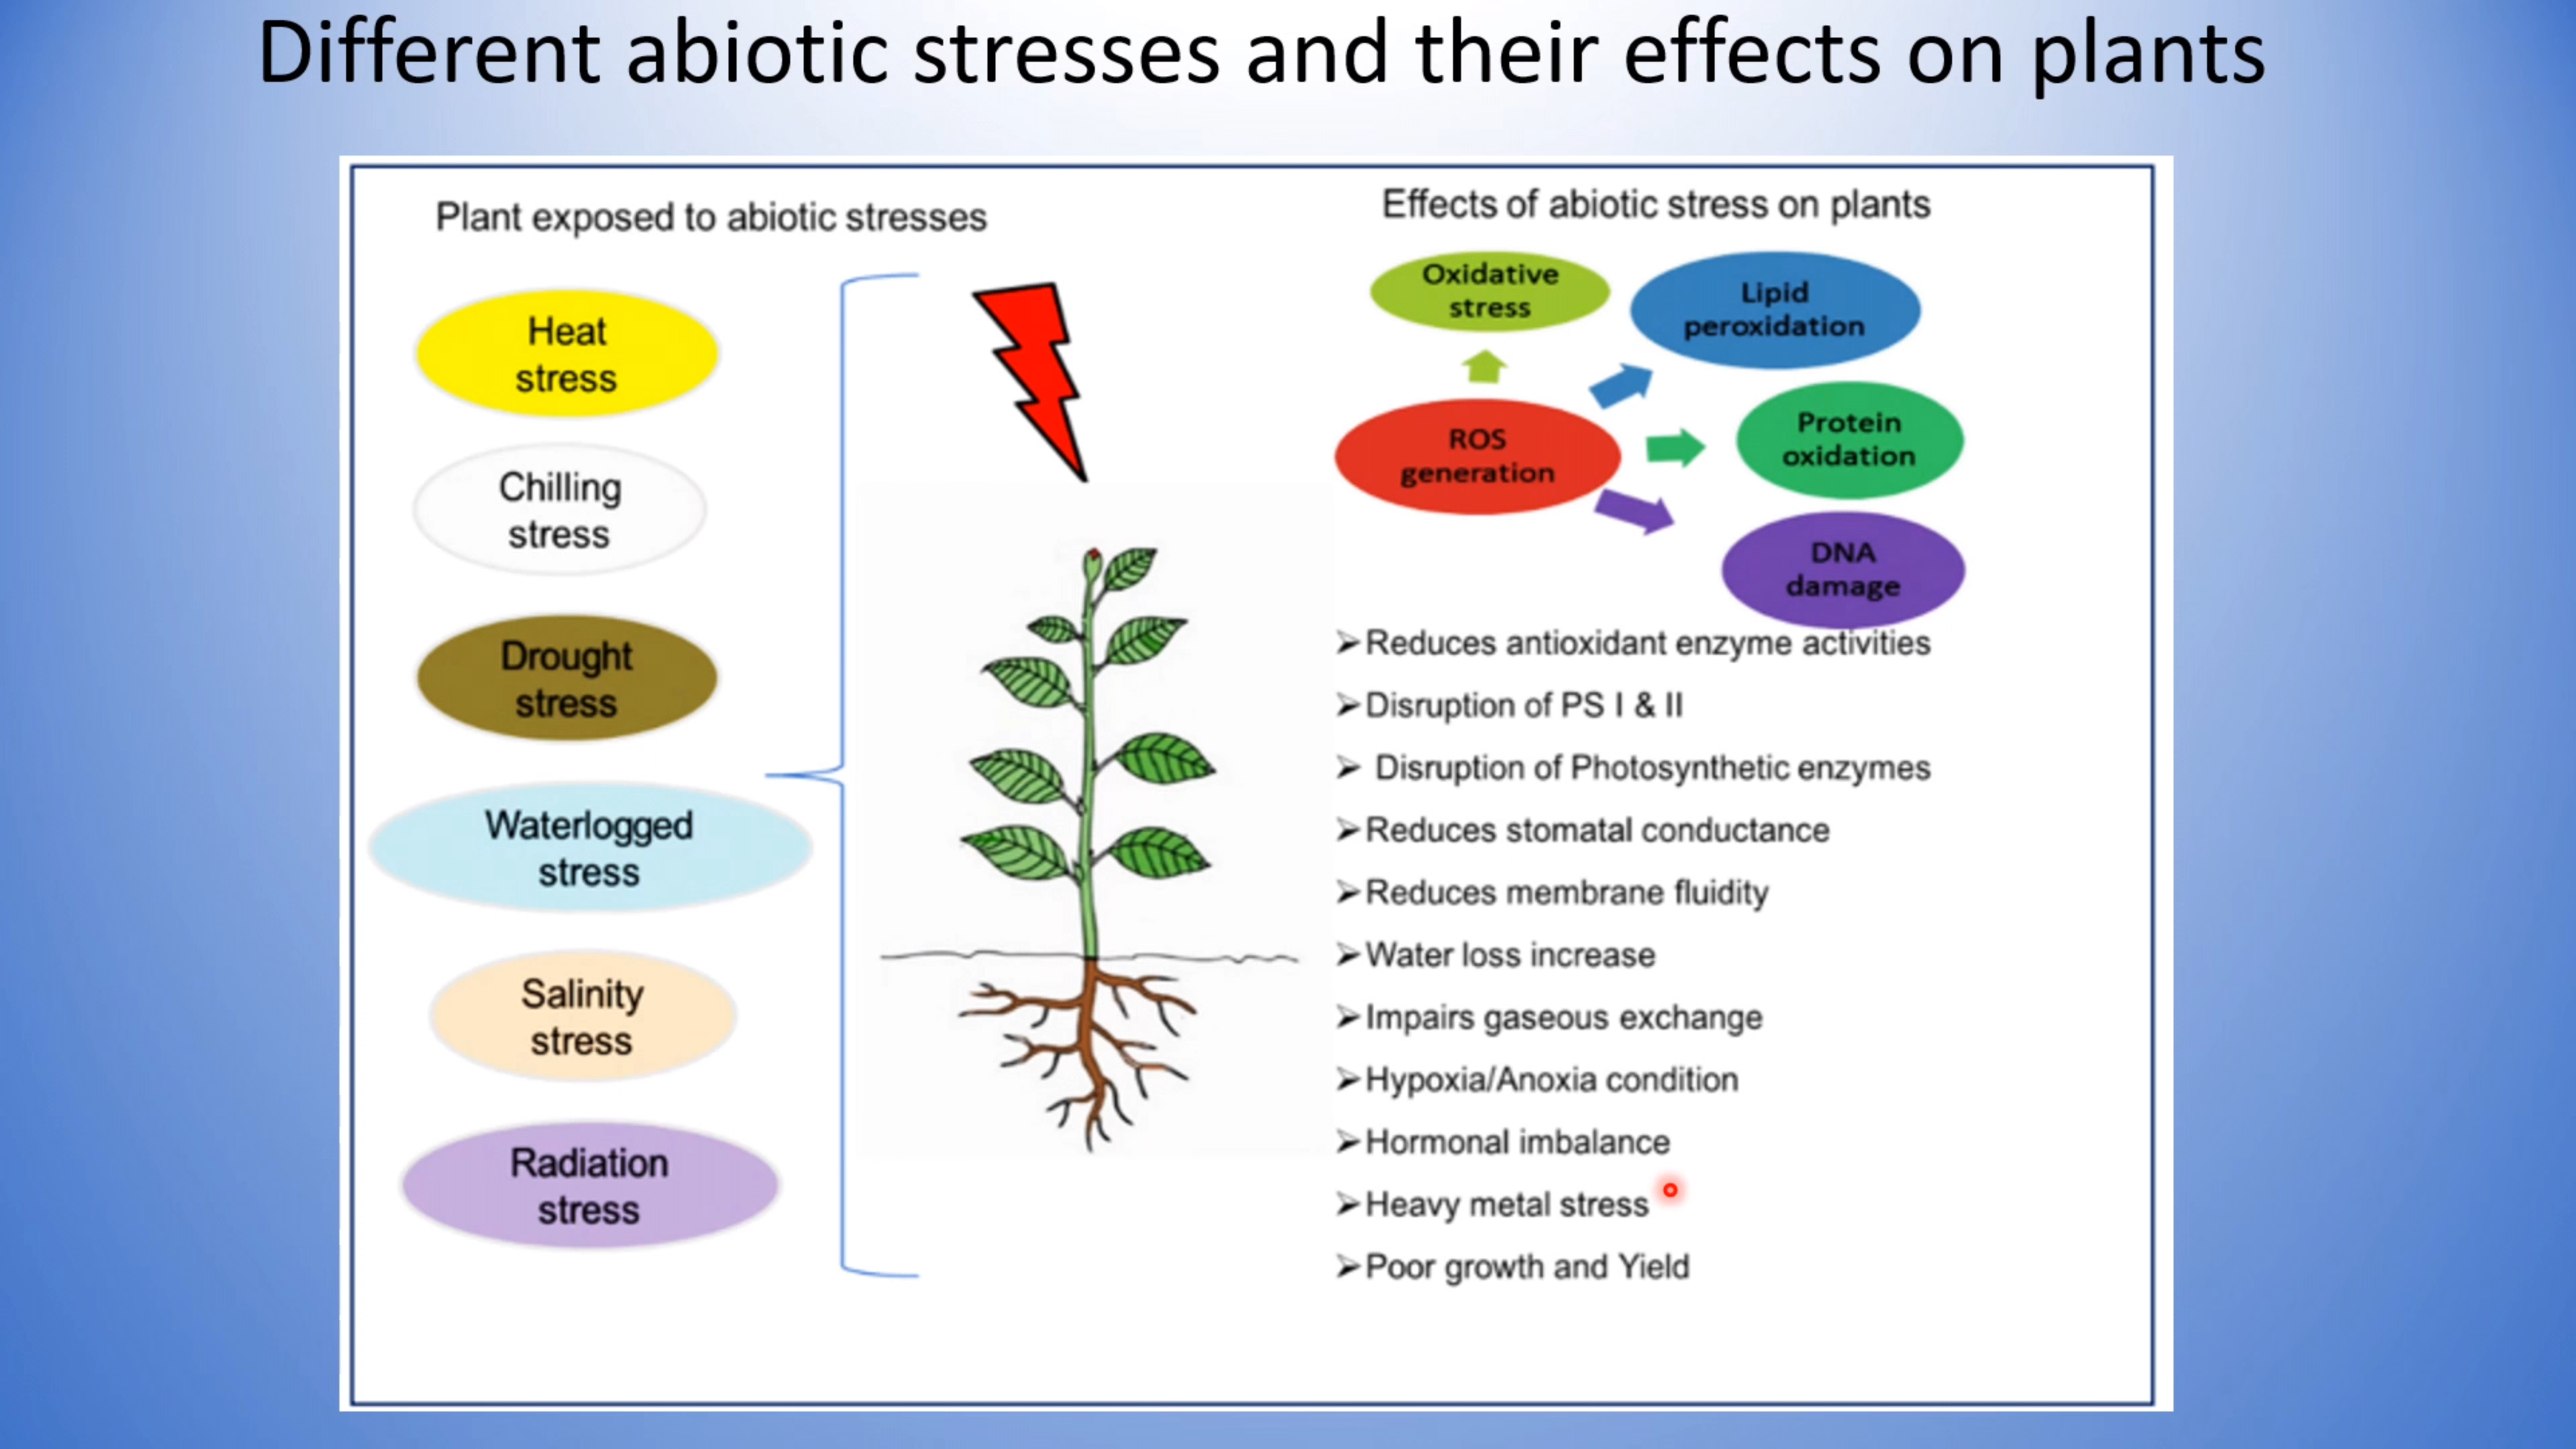 Different abiotic stresses and their effects on plants
Plant exposed to abiotic stresses
Heat
stress
Chilling
stress
Drought
stress
Waterlogged
stress
Salinity
stress
Radiation
stress
Effects of abiotic stress on plants
Oxidative
stress
Lipid
peroxidation
ROS
generation
Protein
oxidation
DNA
damage
➢Reduces antioxidant enzyme activities
➢Disruption of PS I & II
➢ Disruption of Photosynthetic enzymes
➢Reduces stomatal conductance
➢Reduces membrane fluidity
➢Water loss increase
➢Impairs gaseous exchange
➢Hypoxia/Anoxia condition
➢Hormonal imbalance
➢Heavy metal stress
➢Poor growth and Yield